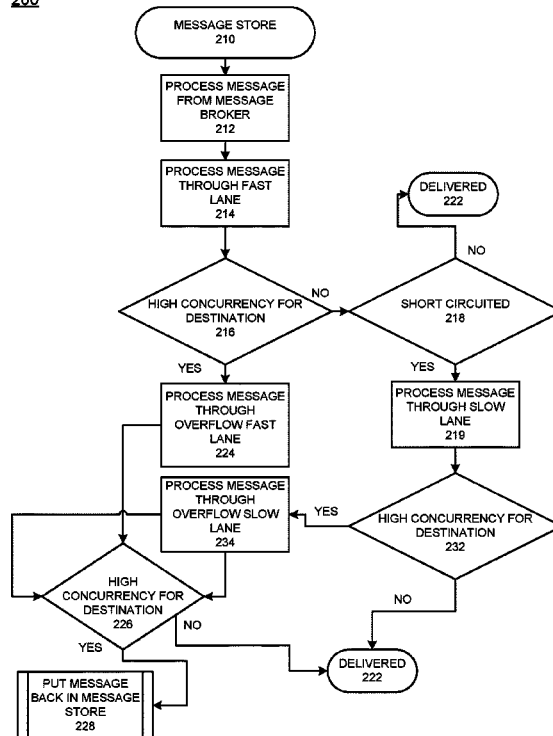 200
MESSAGE STORE
210
PROCESS MESSAGE
FROM MESSAGE
BROKER
212
PROCESS MESSAGE
THROUGH FAST
LANE
214
DELIVERED
222
NO
HIGH CONCURRENCY FOR
DESTINATION
216
NO
SHORT CIRCUITED
218
YES
YES
PROCESS MESSAGE
THROUGH
OVERFLOW FAST
LANE
224
PROCESS MESSAGE
THROUGH SLOW
LANE
219
PROCESS MESSAGE
THROUGH
OVERFLOW SLOW
LANE
234
YES
HIGH CONCURRENCY FOR
DESTINATION
232
HIGH
CONCURRENCY FOR
DESTINATION
226
NO
NO
YES
DELIVERED
222
PUT MESSAGE
BACK IN MESSAGE
STORE
228